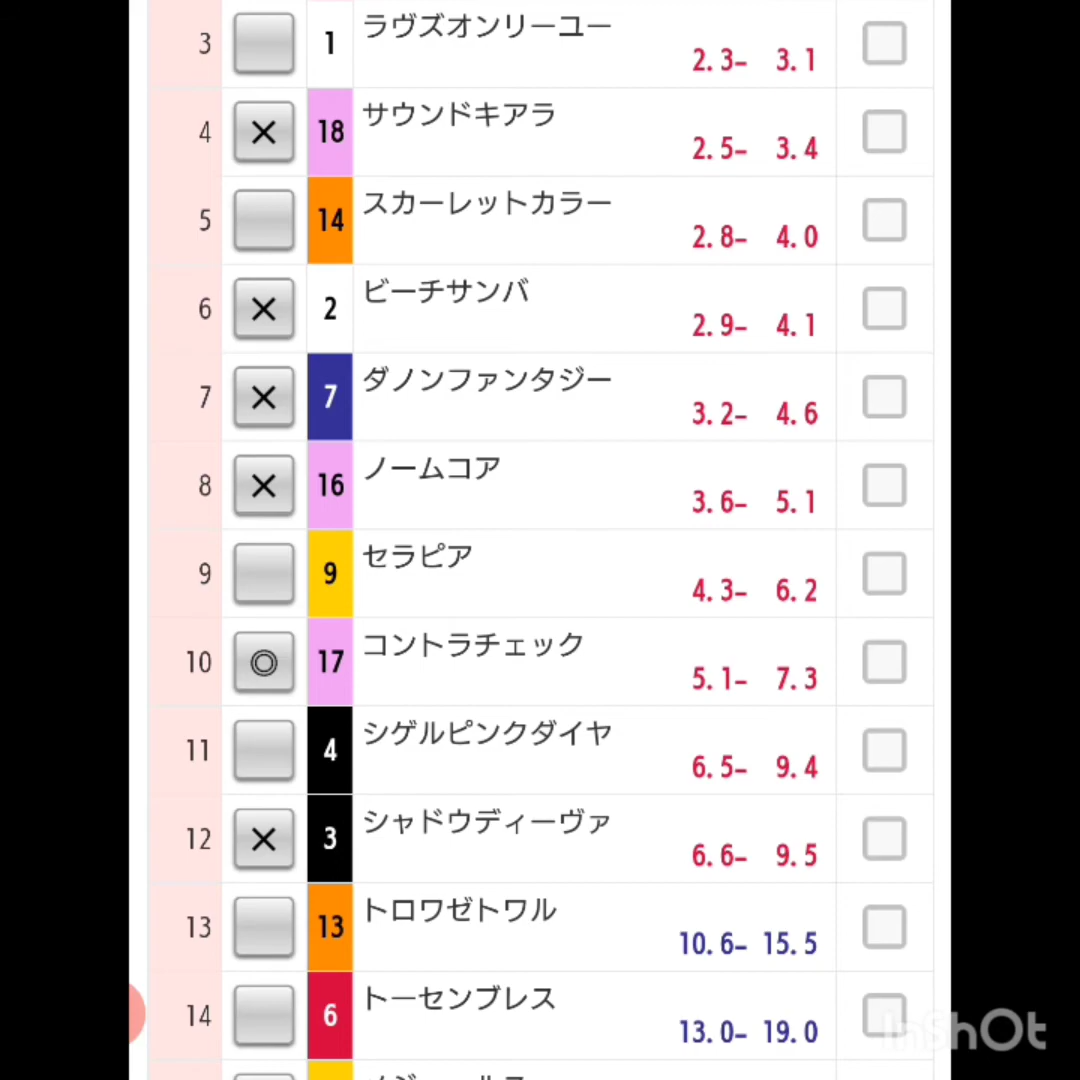 3 1 ラヴズオンリーユー
2.3− 3.1
4 × 18 サウンドキアラ
2.5− 3.4
5 14 スカーレットカラー
2.8− 4.0
6 × 2 ビーチサンバ
2.9− 4.1
7 × 7 ダノンファンタジー
3.2− 4.6
8 × 16 ノームコア
3.6− 5.1
9 9 セラピア
4.3− 6.2
10 ◎ 17 コントラチェック
5.1− 7.3
11 4 シゲルピンクダイヤ
6.5− 9.4
12 × 3 シャドウディーヴァ
6.6− 9.5
13 13 トロワゼトワル
10.6− 15.5
14 6 トーセンブレス
13.0− 19.0
InShOt